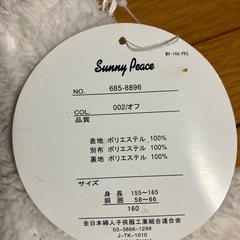 WH-14A-PKS
Sunny Peace
NO. 685-8896
COL. 002/オフ
品質
表地 ポリエステル 100%
別布 ポリエステル 100%
裏地 ポリエステル 100%
サイズ
身長 155~165
胴囲 58~66
160
全日本婦人子供服工業組合連合会
03-3866-1299
J-TK-1010